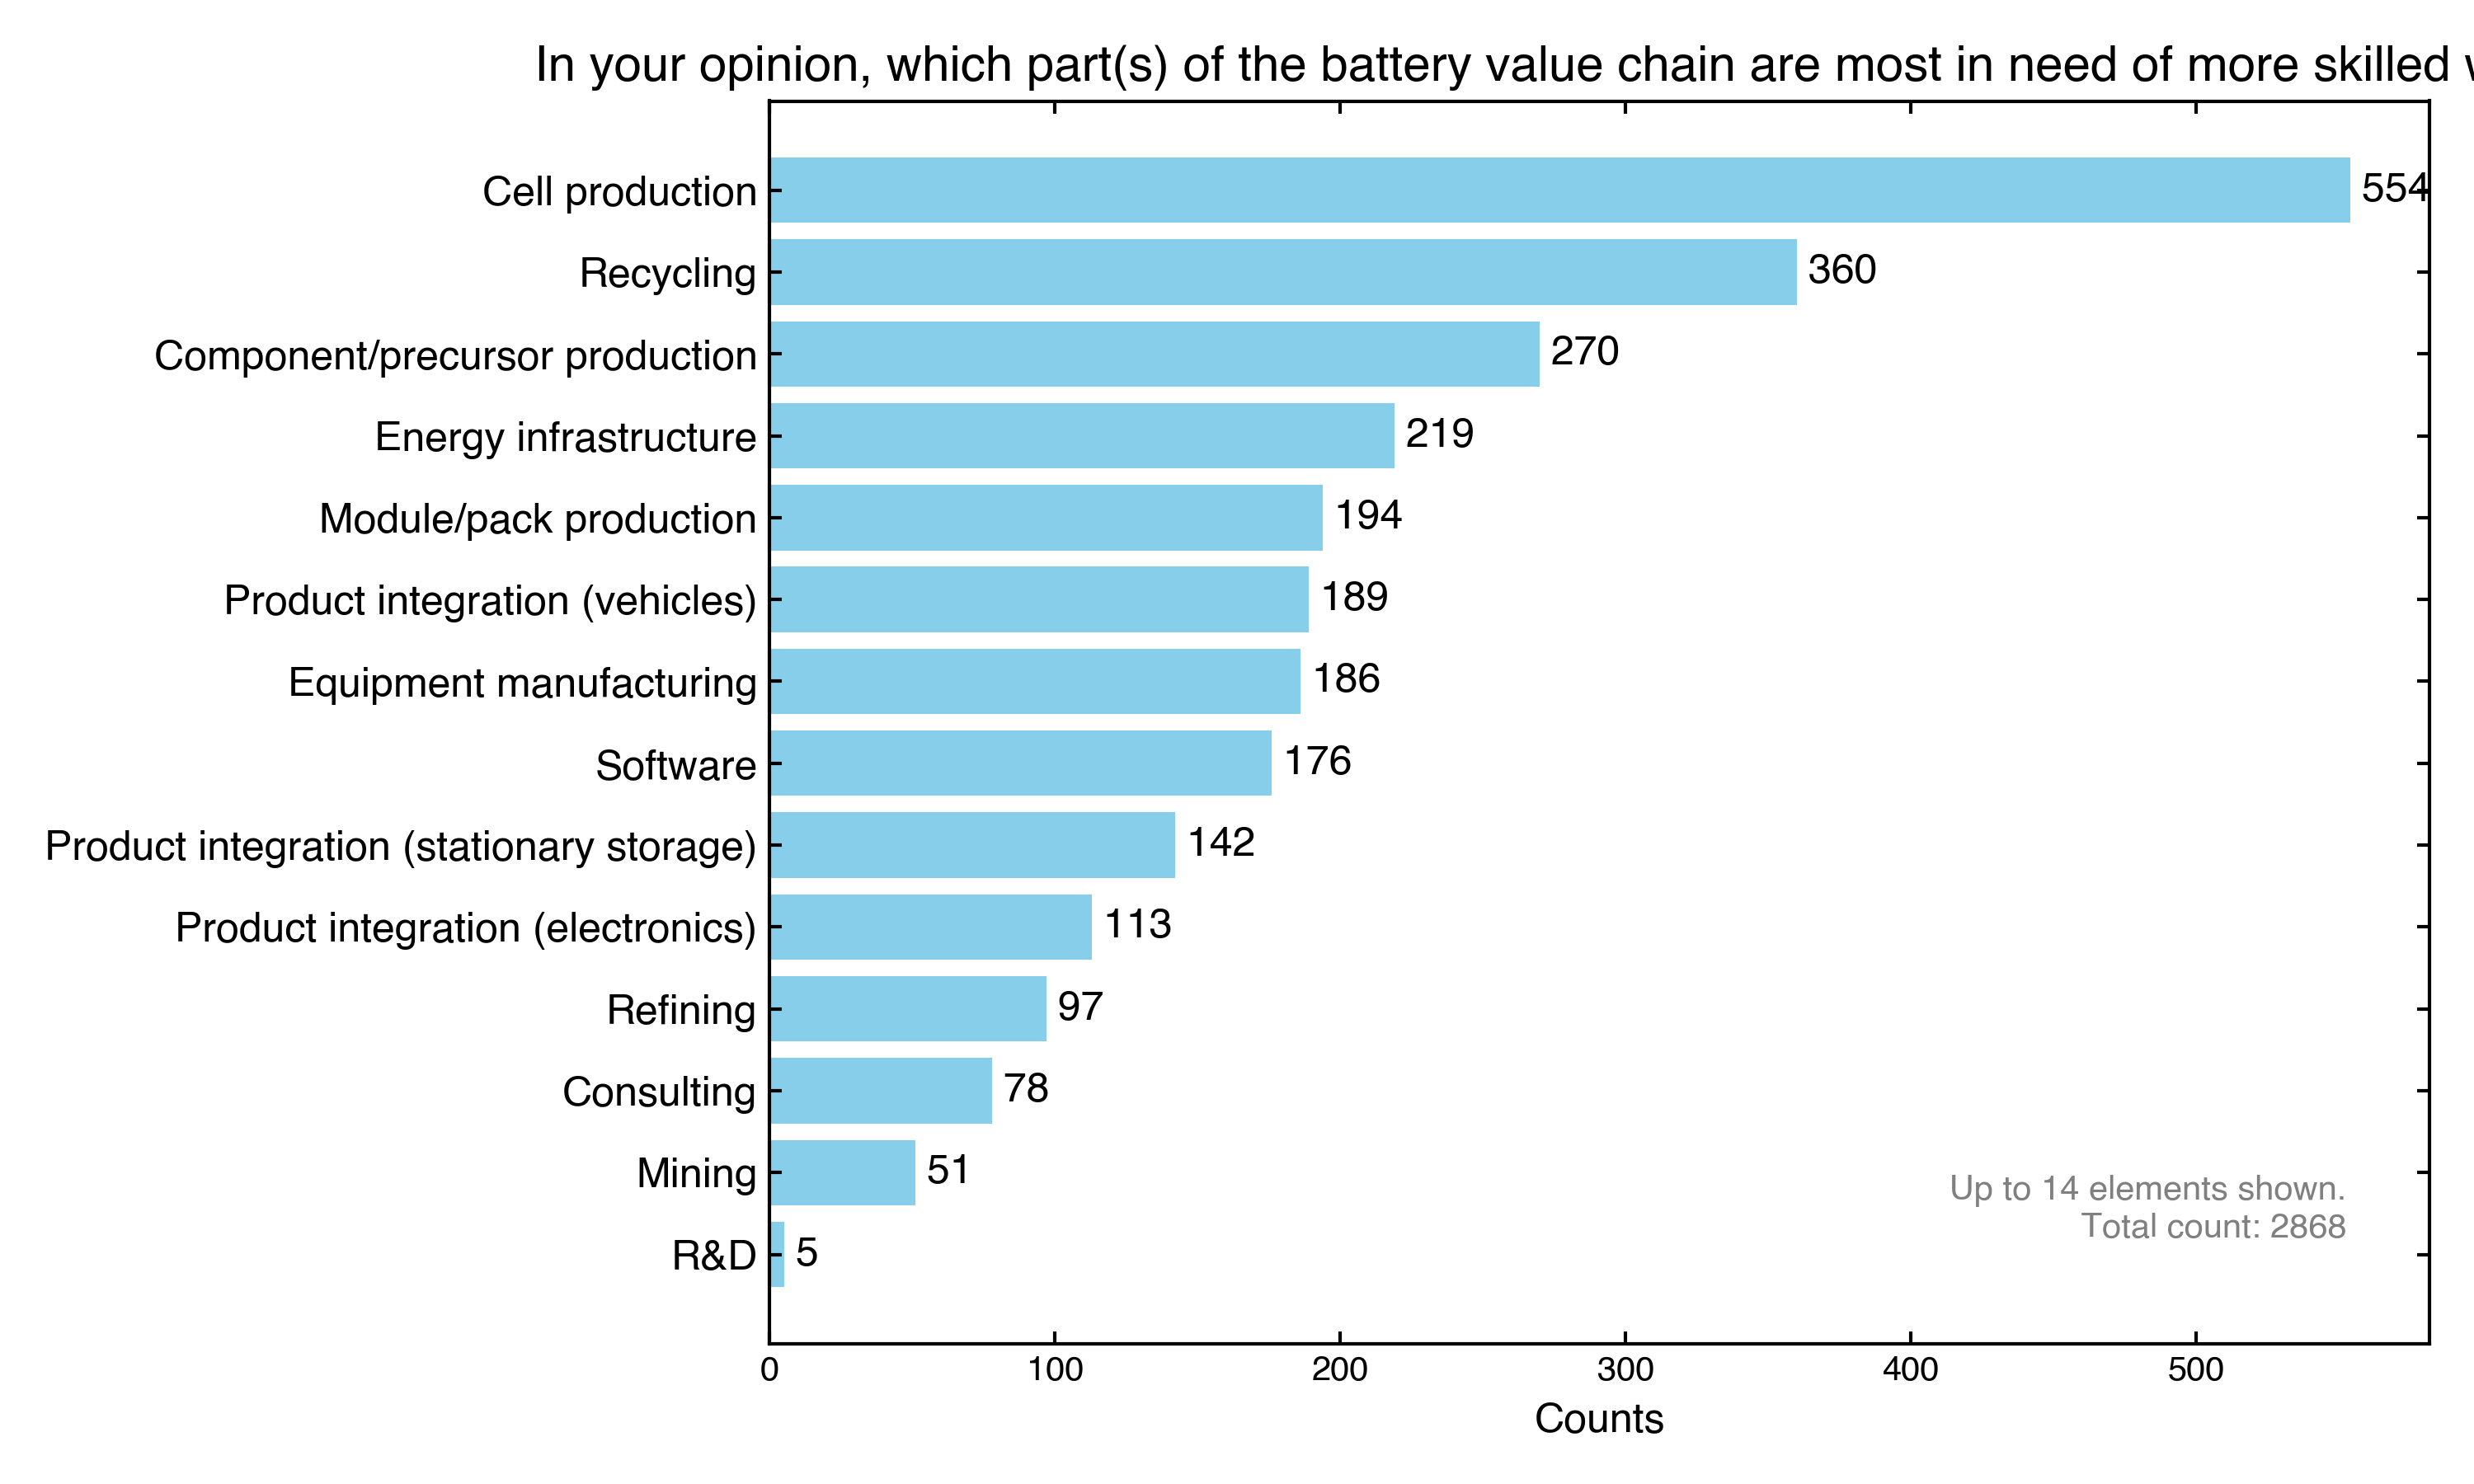 In your opinion, which part(s) of the battery value chain are most in need of more skilled
Cell production 554
Recycling 360
Component/precursor production 270
Energy infrastructure 219
Module/pack production 194
Product integration (vehicles) 189
Equipment manufacturing 186
Software 176
Product integration (stationary storage) 142
Product integration (electronics) 113
Refining 97
Consulting 78
Mining 51
R&D 5
Up to 14 elements shown.
Total count: 2868
0 100 200 300 400 500
Counts